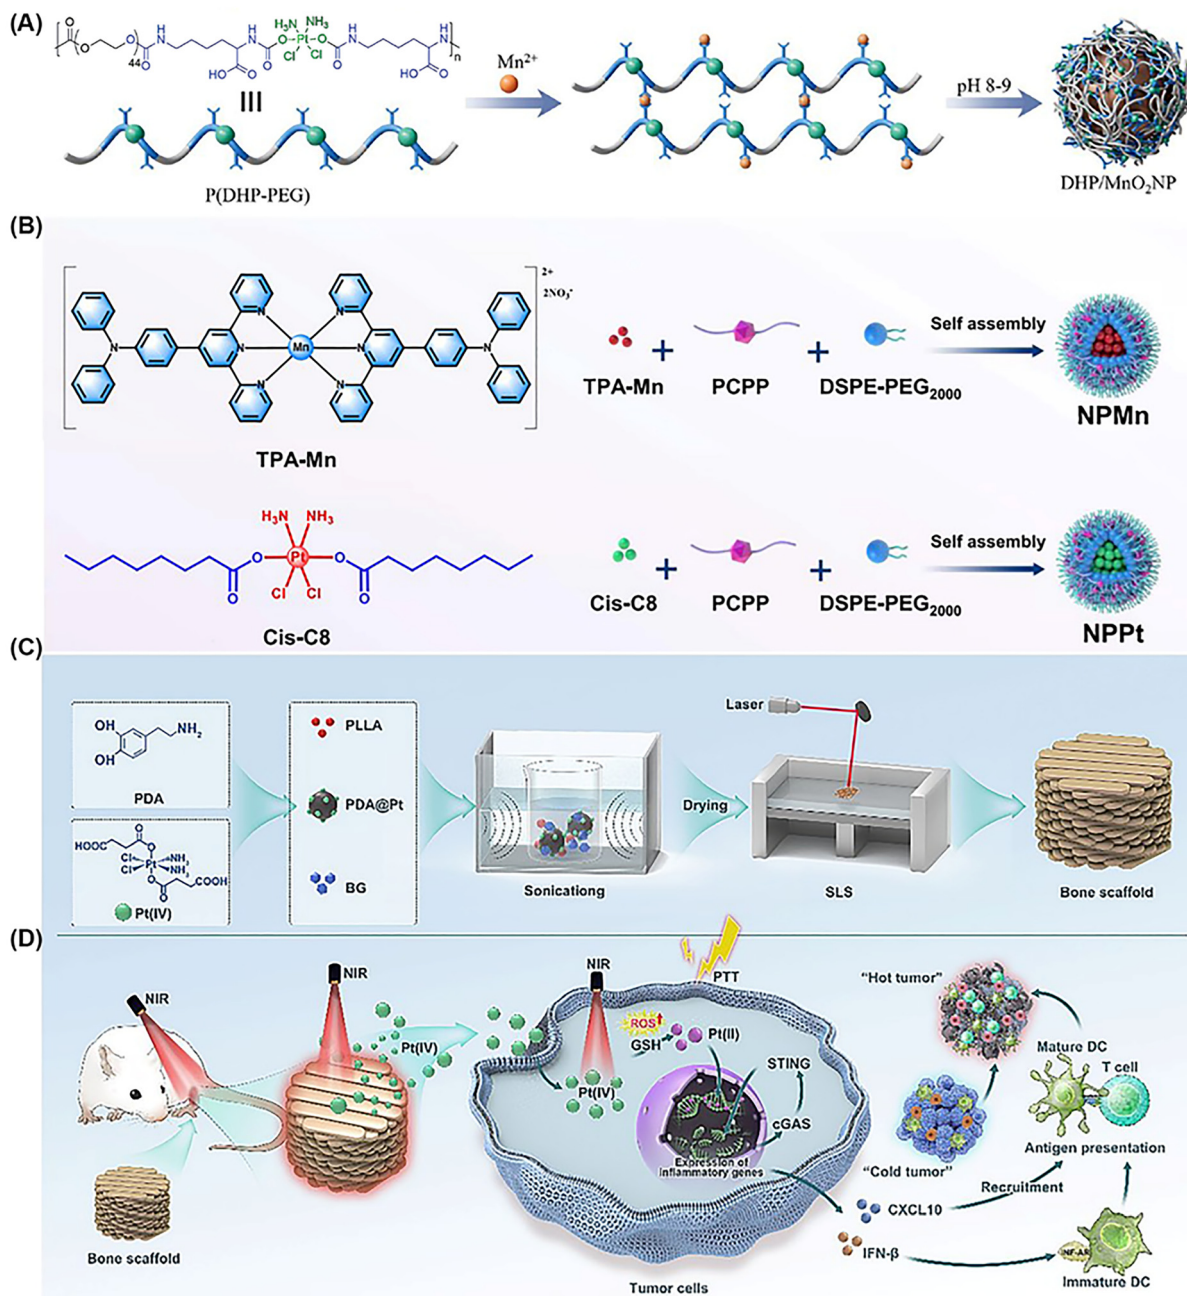 (A)
H₃N NH₃
O O O 44 O N H H N O Pt O N H H N n
Cl Cl
O OH HO O
Mn²⁺
pH 8-9
P(DHP-PEG)
DHP/MnO₂NP
(B)
2+
2NO₃⁻
N N N N Mn N N N N
TPA-Mn
TPA-Mn + PCPP + DSPE-PEG₂₀₀₀
Self assembly
NPMn
H₃N NH₃
O Pt O
O Cl Cl O
Cis-C8
Cis-C8 + PCPP + DSPE-PEG₂₀₀₀
Self assembly
NPPt
(C)
OH
OH
NH₂
PDA
HOOC
O
O
Cl Pt NH₃
Cl NH₃
O
O
COOH
Pt(IV)
PLLA
PDA@Pt
BG
Sonicationg
Drying
Laser
SLS
Bone scaffold
(D)
NIR
NIR
Pt(IV)
Bone scaffold
NIR
PTT
ROS
GSH
Pt(II)
Pt(IV)
STING
cGAS
Expression of
inflammatory genes
Tumor cells
CXCL10
IFN-β
"Hot tumor"
"Cold tumor"
Mature DC
T cell
Antigen presentation
Recruitment
Immature DC